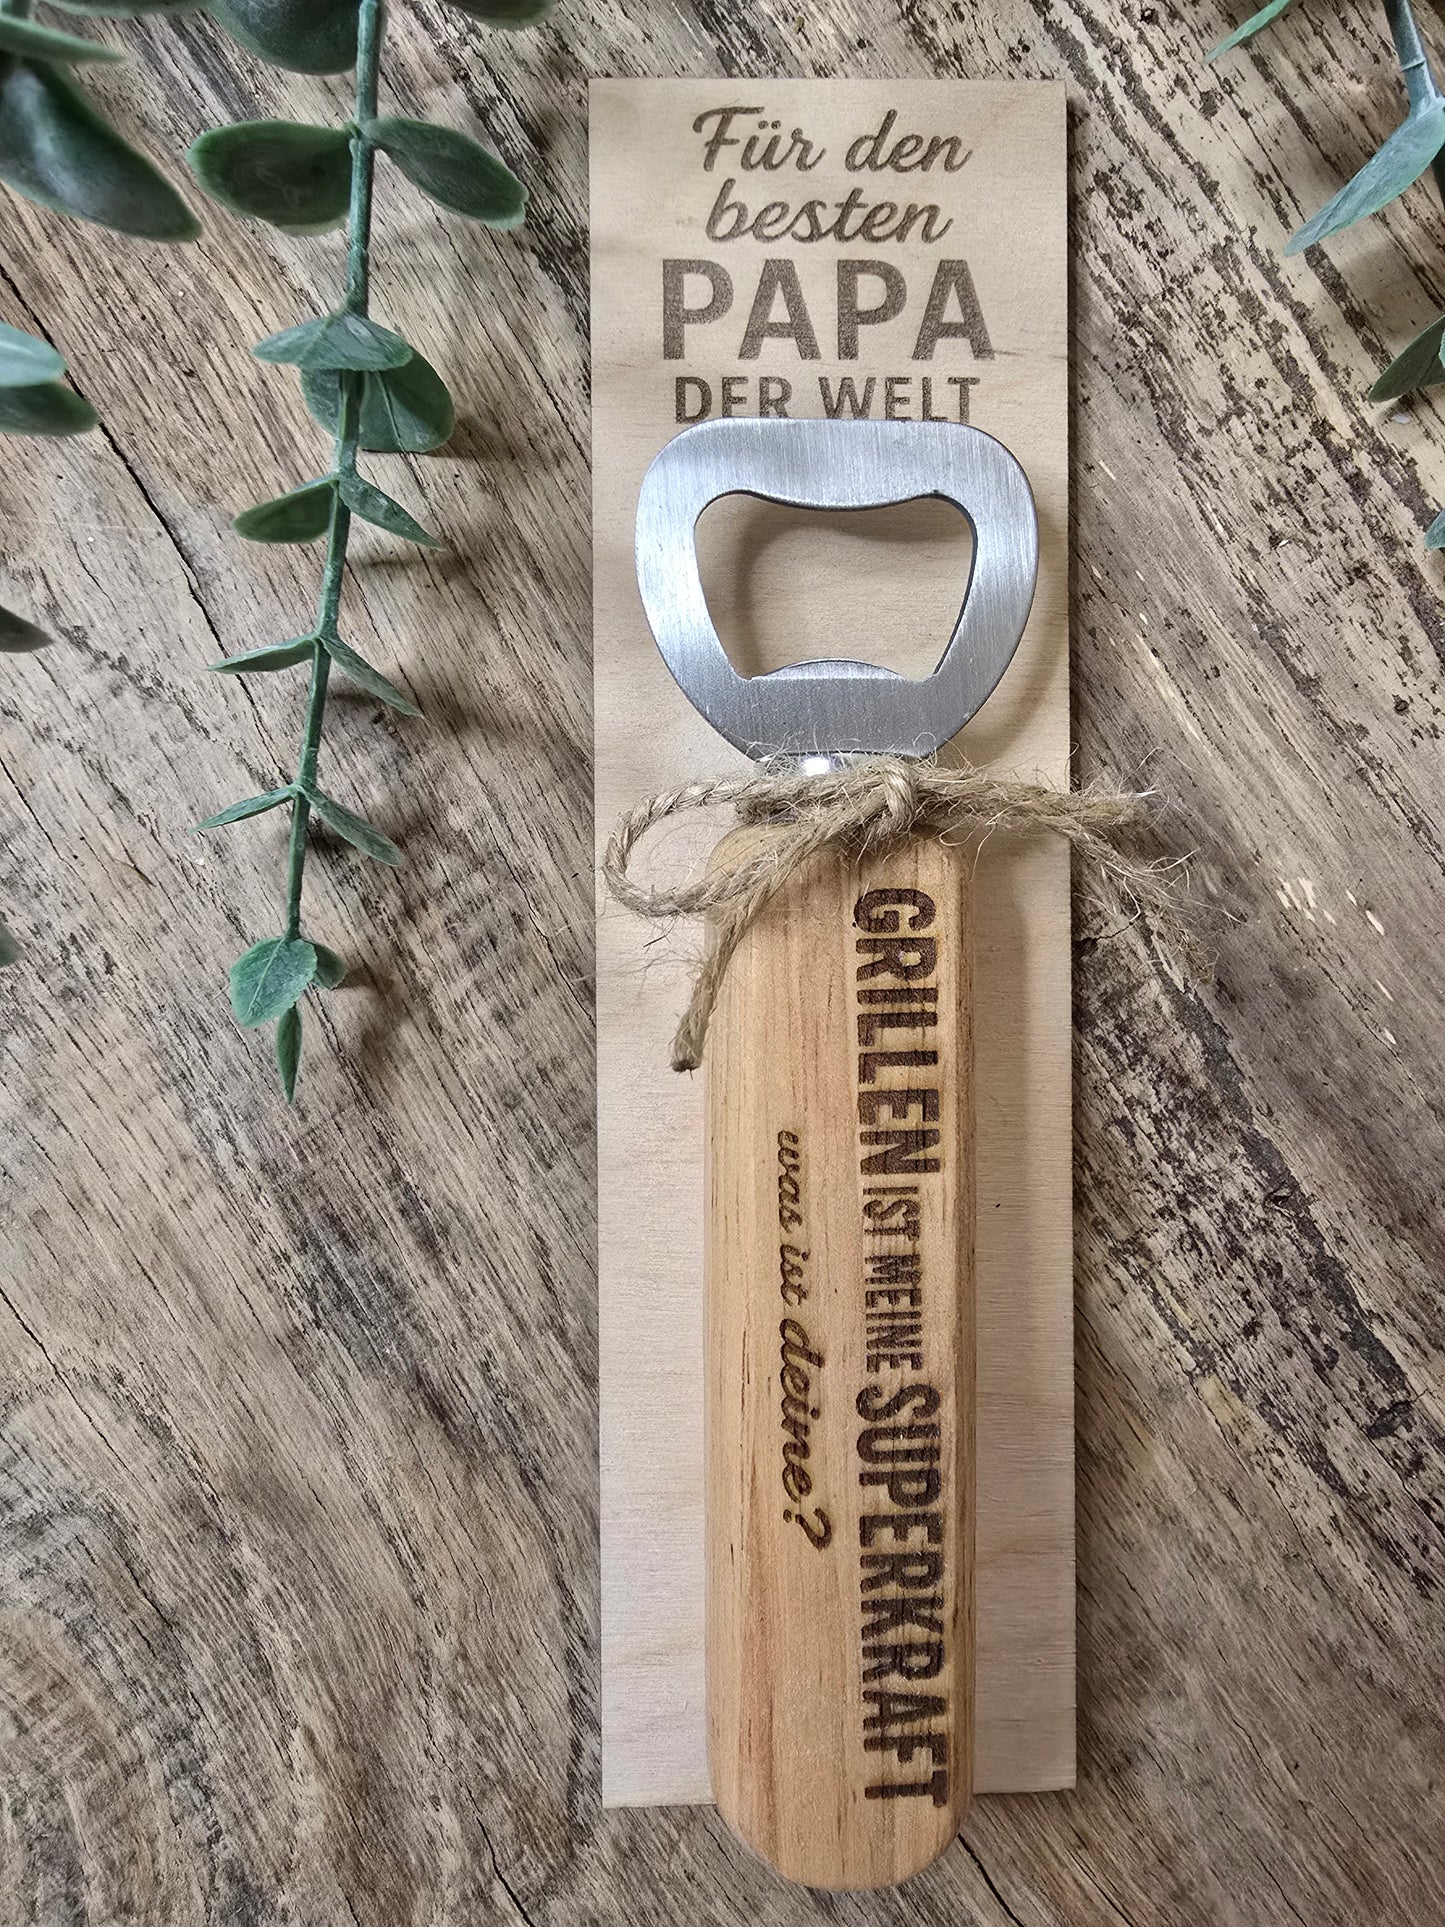 Für den
besten
PAPA
DER WELT
GRILLEN IST MEINE SUPERKRAFT
was ist deine?